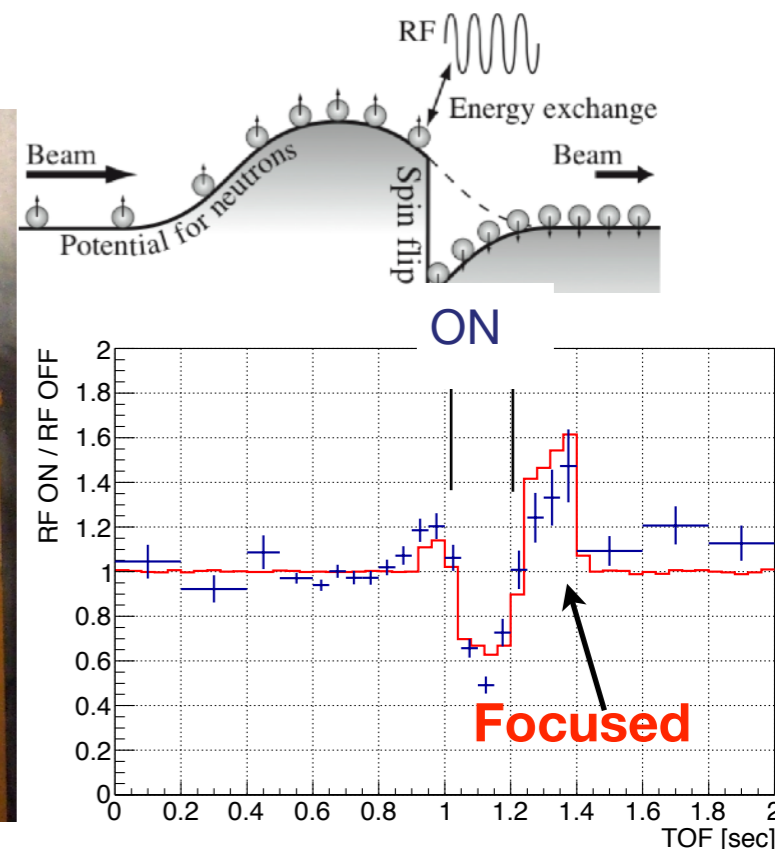 RF
Energy exchange
Beam
Beam
Potential for neutrons
Spin flip
ON
RF ON / RF OFF
2
1.8
1.6
1.4
1.2
1
0.8
0.6
0.4
0.2
0
Focused
0 0.2 0.4 0.6 0.8 1 1.2 1.4 1.6 1.8 2
TOF [sec]